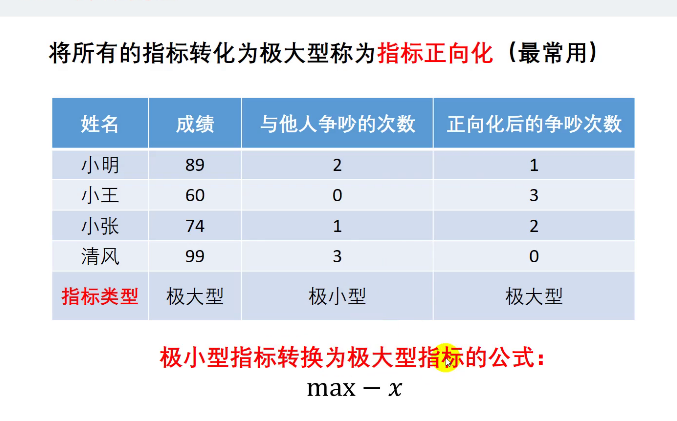 将所有的指标转化为极大型称为指标正向化（最常用）
姓名 成绩 与他人争吵的次数 正向化后的争吵次数
小明 89 2 1
小王 60 0 3
小张 74 1 2
清风 99 3 0
指标类型 极大型 极小型 极大型
极小型指标转换为极大型指标的公式：
max − x